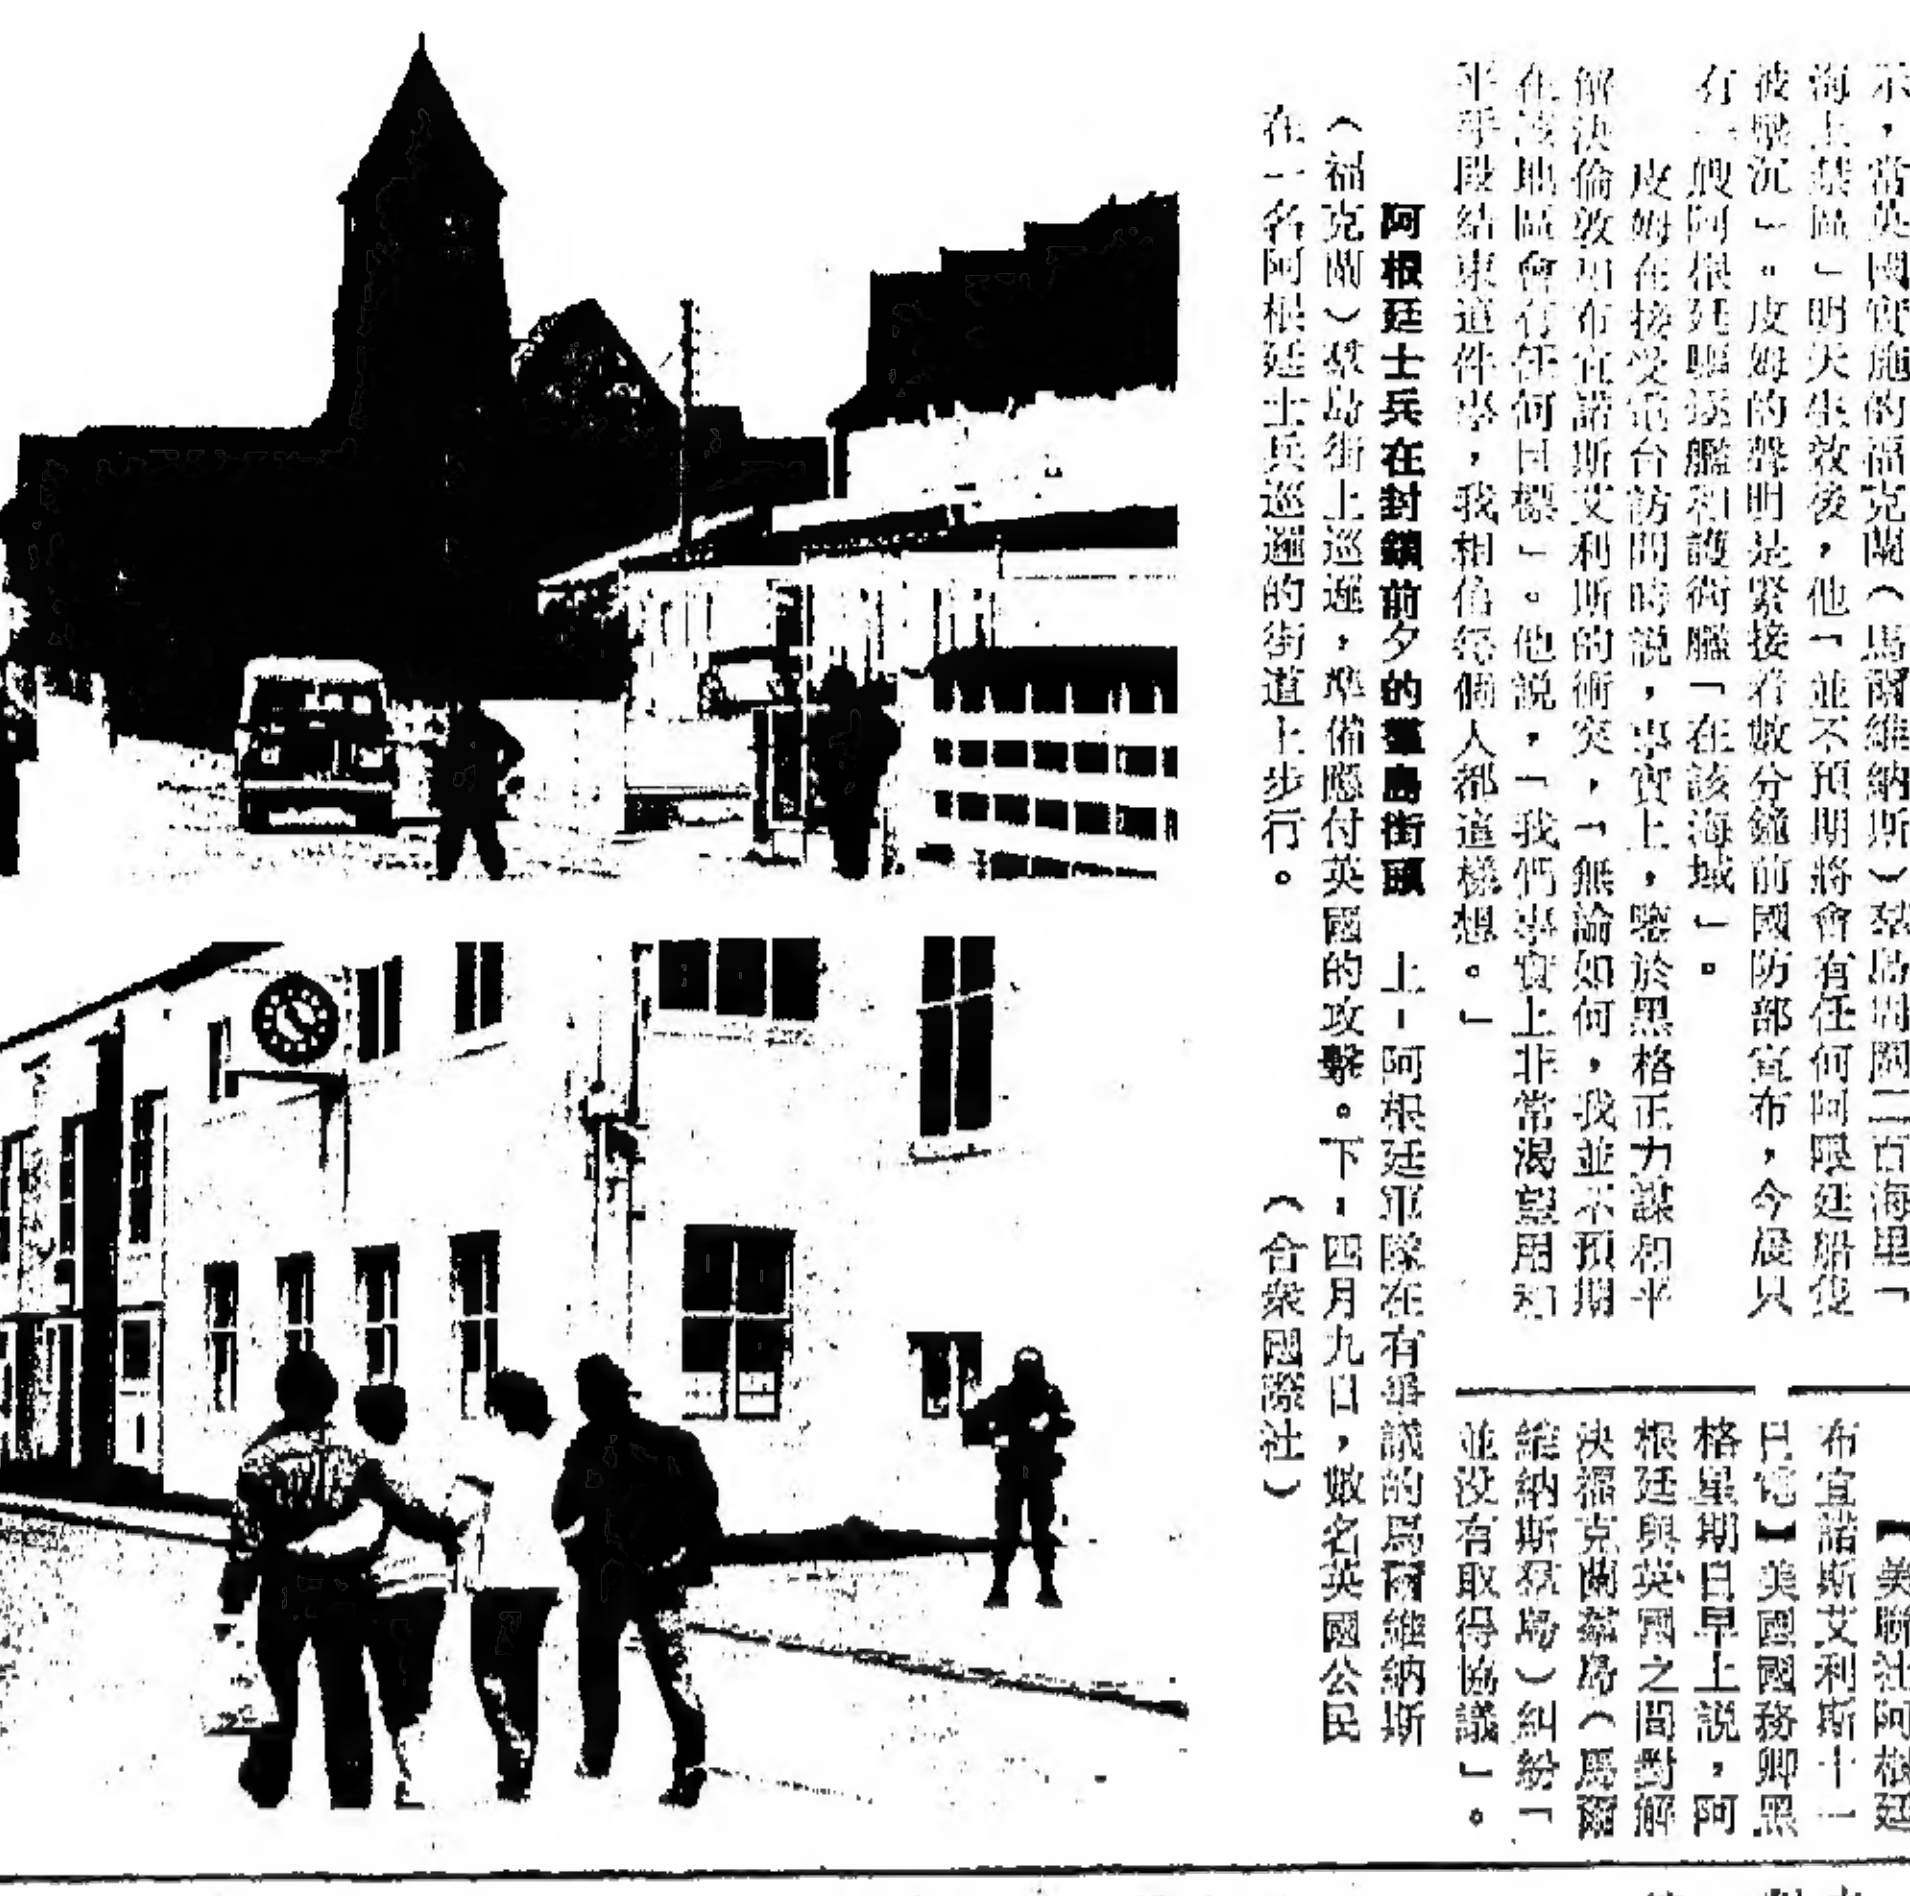 示，當英國實施的福克蘭（馬爾維納斯）羣島周圍二百海里「
海上禁區」明天生效後，他「並不預期將會有任何阿根廷船隻
被擊沉」。皮姆的聲明是緊接着數分鐘前國防部宣布，今晨只
有一艘阿根廷驅逐艦和護衛艦「在該海域」。
皮姆在接受電台訪問時説，事實上，鑒於黑格正力謀和平
解決倫敦和布宜諾斯艾利斯的衝突，「無論如何，我並不預期
在該地區會有任何目標」。他説，「我們事實上非常渴望用和
平手段結束這件事，我相信每個人都這樣想。」
阿根廷士兵在封鎖前夕的羣島街頭　上：阿根廷軍隊在有爭議的馬爾維納斯
（福克蘭）羣島街上巡邏，準備應付英國的攻擊。下：四月九日，數名英國公民
在一名阿根廷士兵巡邏的街道上步行。　（合衆國際社）
【美聯社阿根廷
布宜諾斯艾利斯十一
日電】美國國務卿黑
格星期日早上説，阿
根廷與英國之間對解
決福克蘭羣島（馬爾
維納斯羣島）糾紛「
並没有取得協議」。